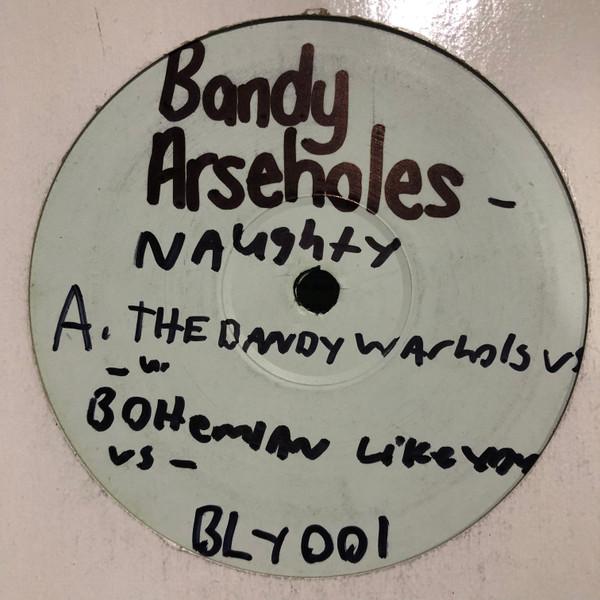 Bandy
Arseholes -
NAughty
A. THE DANDY WArhOls vs
BOHemIAN LIKE YOU
vs -
BLY001